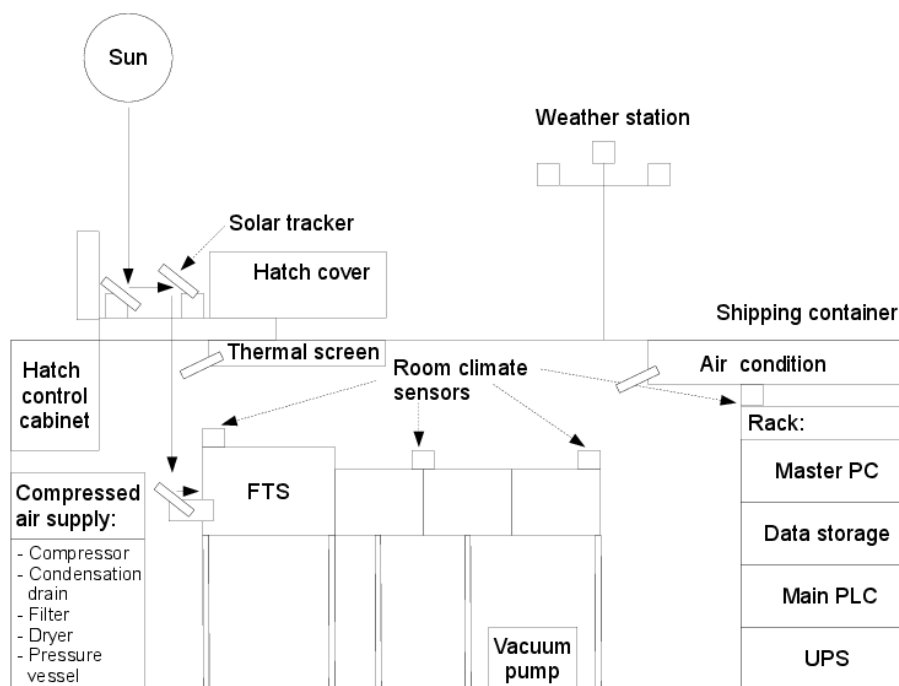 Sun
Weather station
Solar tracker
Hatch cover
Shipping container
Hatch
control
cabinet
Thermal screen
Room climate
sensors
Air condition
Rack:
Master PC
Data storage
Main PLC
UPS
FTS
Compressed
air supply:
- Compressor
- Condensation
drain
- Filter
- Dryer
- Pressure
vessel
Vacuum
pump